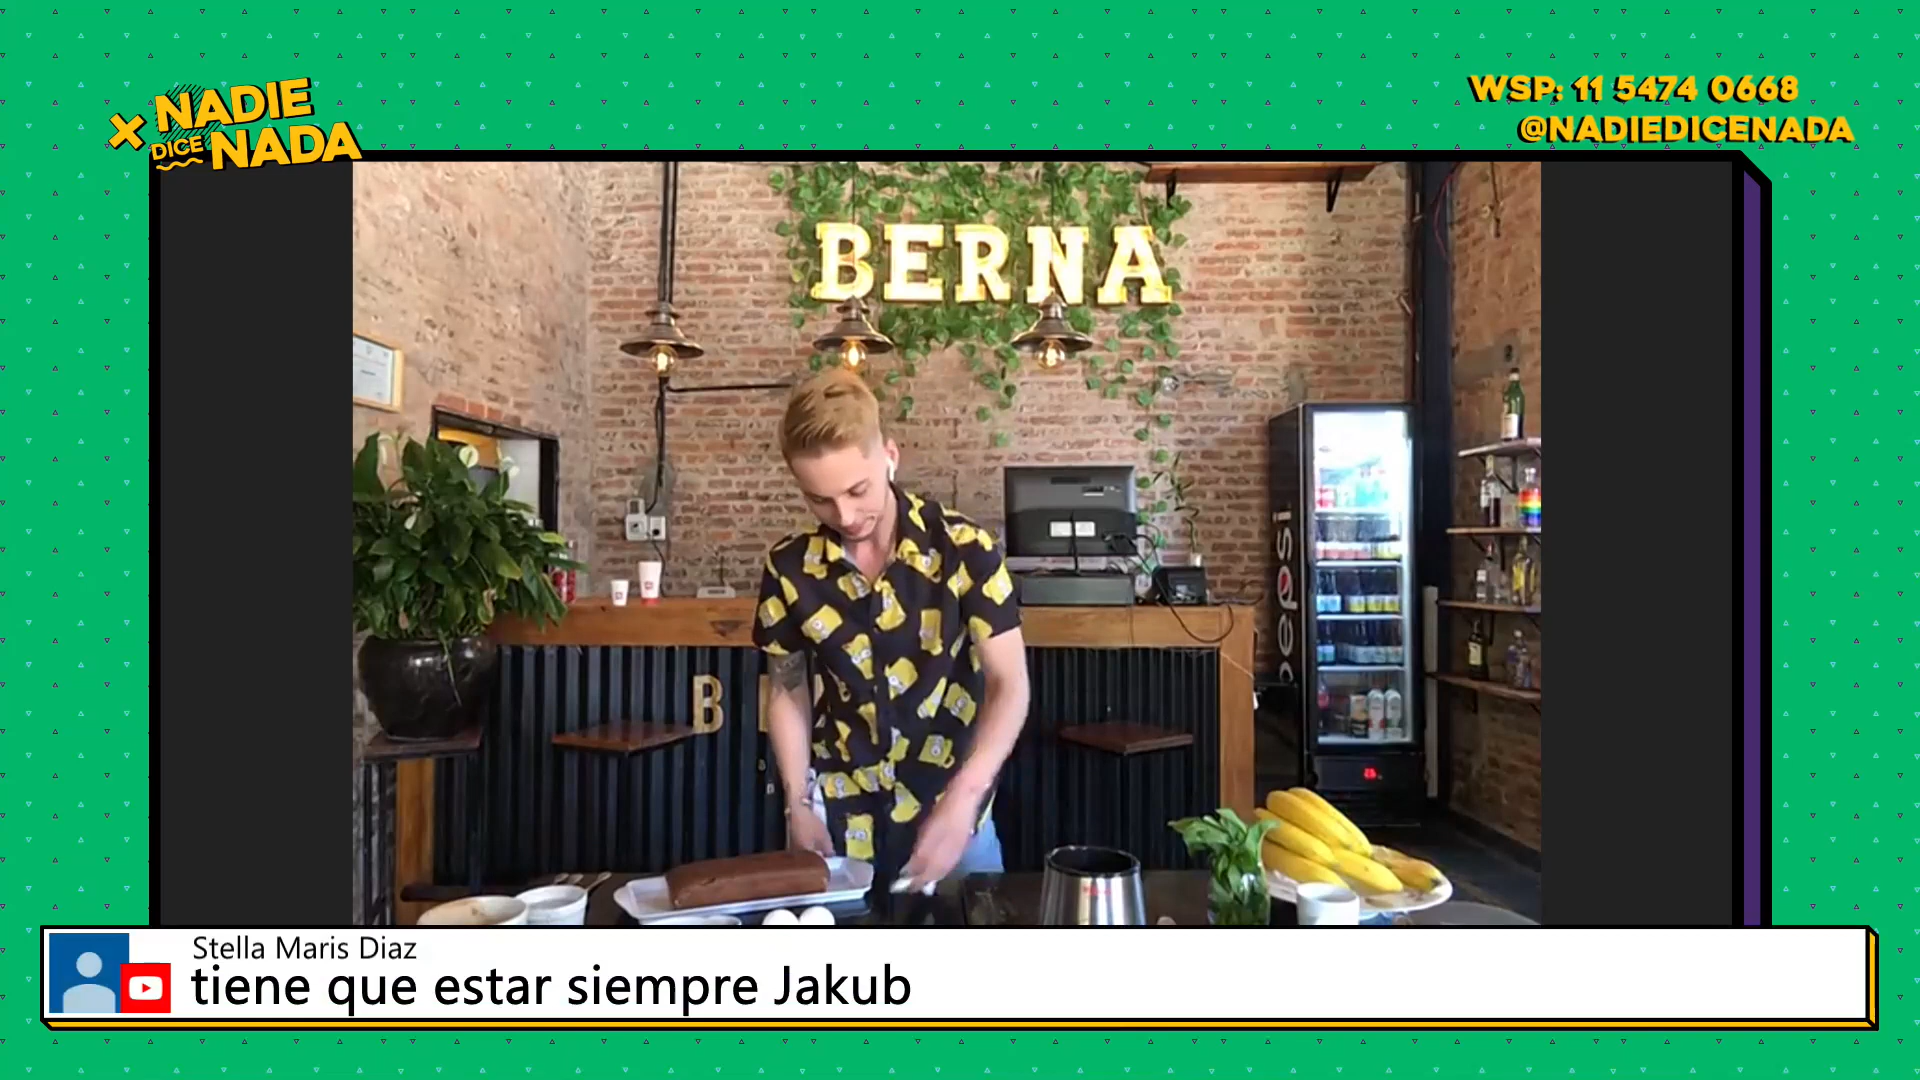 NADIE
DICE NADA
WSP: 11 5474 0668
@NADIEDICENADA
BERNA
pepsi
B
Stella Maris Diaz
tiene que estar siempre Jakub